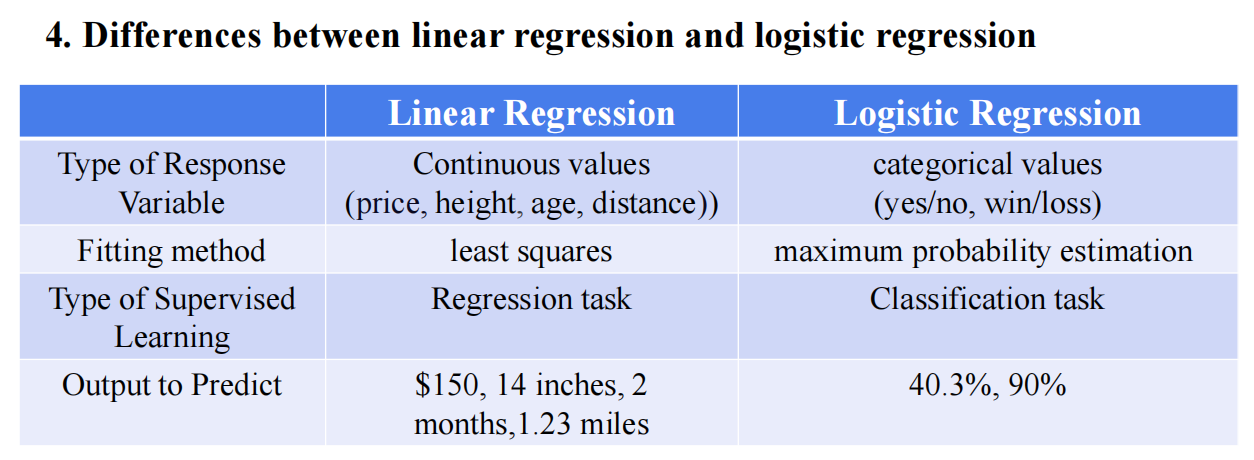 4. Differences between linear regression and logistic regression
Linear Regression
Logistic Regression
Type of Response
Variable
Continuous values
(price, height, age, distance))
categorical values
(yes/no, win/loss)
Fitting method
least squares
maximum probability estimation
Type of Supervised
Learning
Regression task
Classification task
Output to Predict
$150, 14 inches, 2
months,1.23 miles
40.3%, 90%